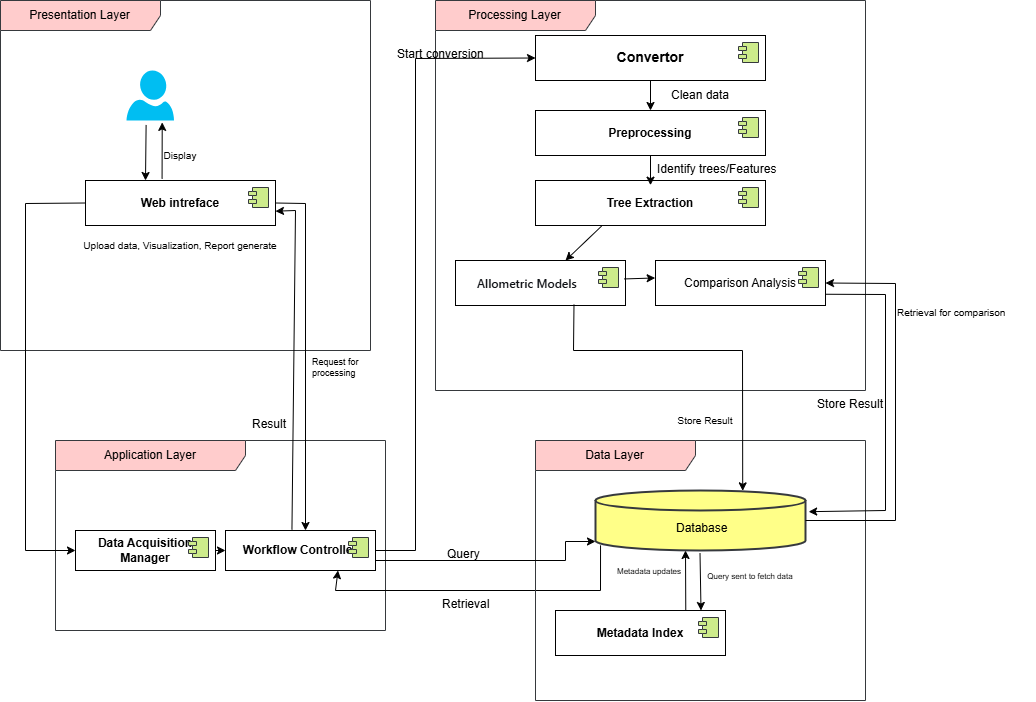 Presentation Layer
Processing Layer
Start conversion
Convertor
Clean data
Preprocessing
Display
Identify trees/Features
Web intreface
Tree Extraction
Upload data, Visualization, Report generate
Allometric Models
Comparison Analysis
Retrieval for comparison
Request for
processing
Store Result
Result
Store Result
Application Layer
Data Layer
Database
Data Acquisition
Manager
Workflow Controlle
Query
Metadata updates
Query sent to fetch data
Retrieval
Metadata Index